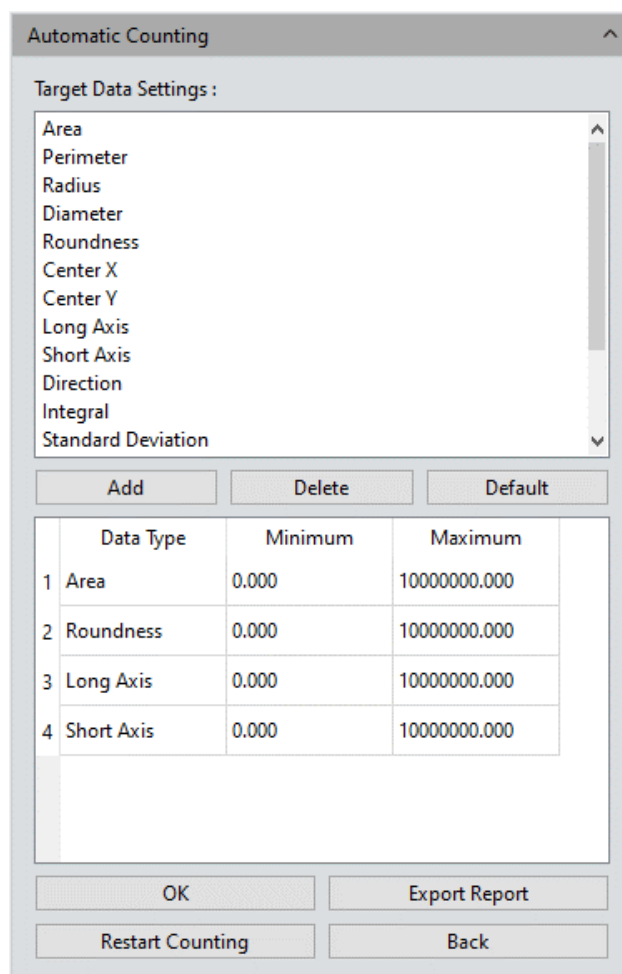 Automatic Counting
Target Data Settings :
Area
Perimeter
Radius
Diameter
Roundness
Center X
Center Y
Long Axis
Short Axis
Direction
Integral
Standard Deviation
Add Delete Default
Data Type Minimum Maximum
1 Area 0.000 10000000.000
2 Roundness 0.000 10000000.000
3 Long Axis 0.000 10000000.000
4 Short Axis 0.000 10000000.000
OK Export Report
Restart Counting Back